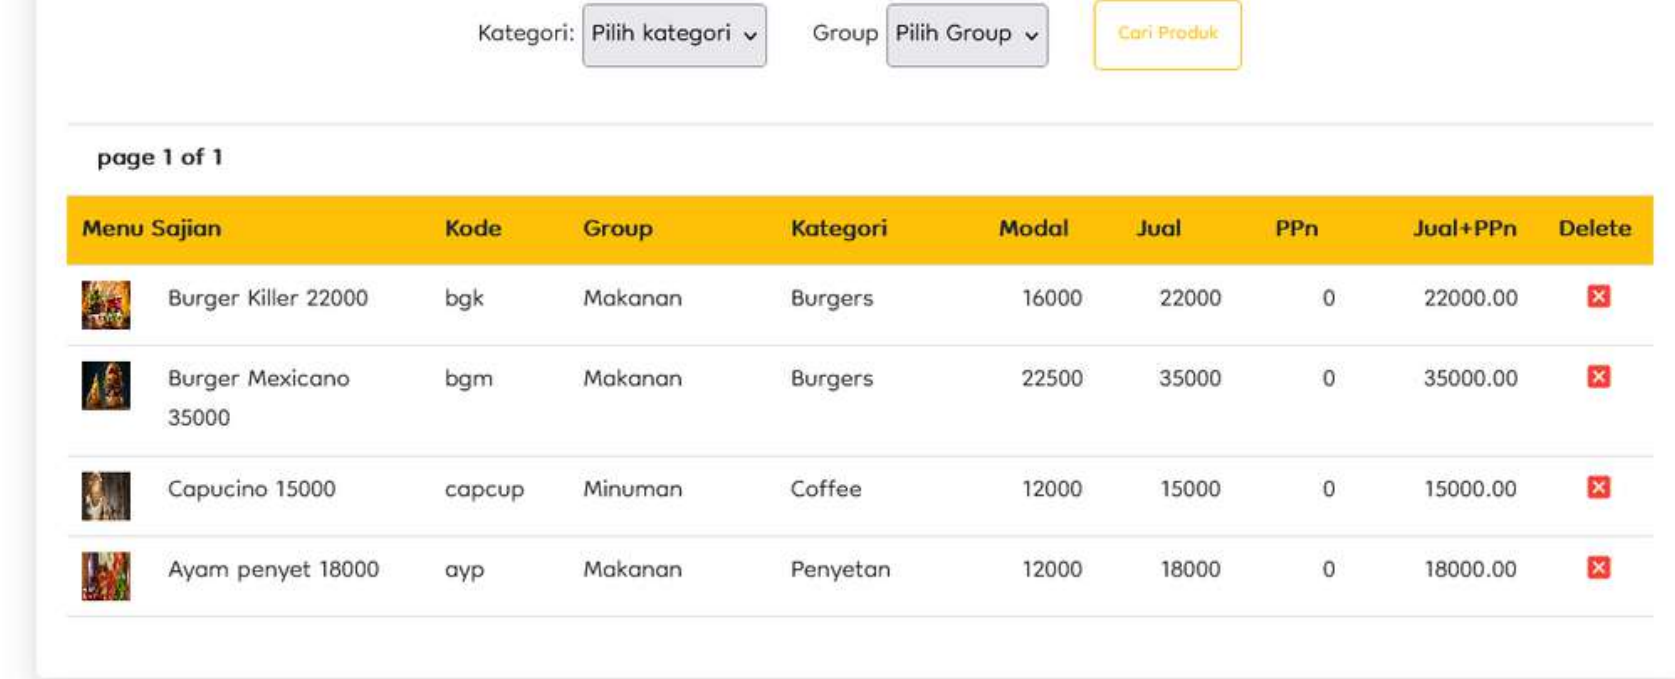 Kategori: Pilih kategori Group Pilih Group Cari Produk
page 1 of 1
Menu Sajian Kode Group Kategori Modal Jual PPn Jual+PPn Delete
Burger Killer 22000 bgk Makanan Burgers 16000 22000 0 22000.00
Burger Mexicano bgm Makanan Burgers 22500 35000 0 35000.00
35000
Capucino 15000 capcup Minuman Coffee 12000 15000 0 15000.00
Ayam penyet 18000 ayp Makanan Penyetan 12000 18000 0 18000.00